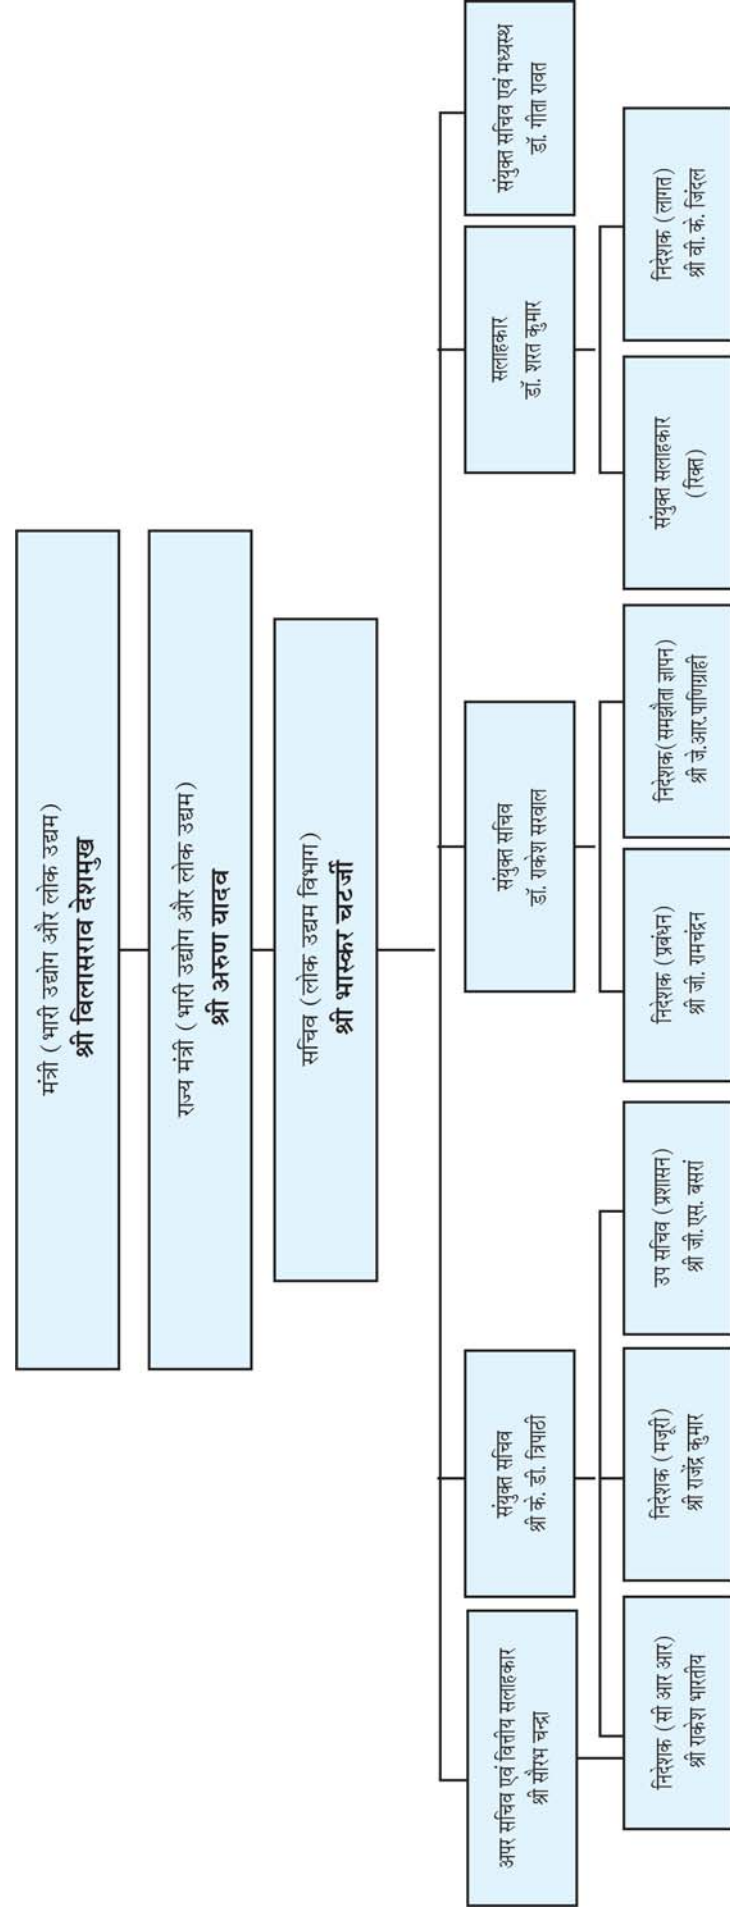 मंत्री (भारी उद्योग और लोक उद्यम)
श्री विलासराव देशमुख
राज्य मंत्री (भारी उद्योग और लोक उद्यम)
श्री अरुण यादव
सचिव (लोक उद्यम विभाग)
श्री भास्कर चटर्जी
अपर सचिव एवं वित्तीय सलाहकार
श्री सौरभ चन्द्रा
संयुक्त सचिव
श्री के. डी. त्रिपाठी
संयुक्त सचिव
डॉ. राकेश सरवाल
सलाहकार
डॉ. शरत कुमार
संयुक्त सचिव एवं मध्यस्थ
डॉ. गीता रावत
निदेशक (सी आर आर)
श्री राकेश भारतीय
निदेशक (मजूरी)
श्री राजेंद्र कुमार
उप सचिव (प्रशासन)
श्री जी.एस. बसरां
निदेशक (प्रबंधन)
श्री जी. रामचंद्रन
निदेशक(समझौता ज्ञापन)
श्री जे.आर.पाणिग्राही
संयुक्त सलाहकार
(रिक्त)
निदेशक (लागत)
श्री वी. के. जिंदल